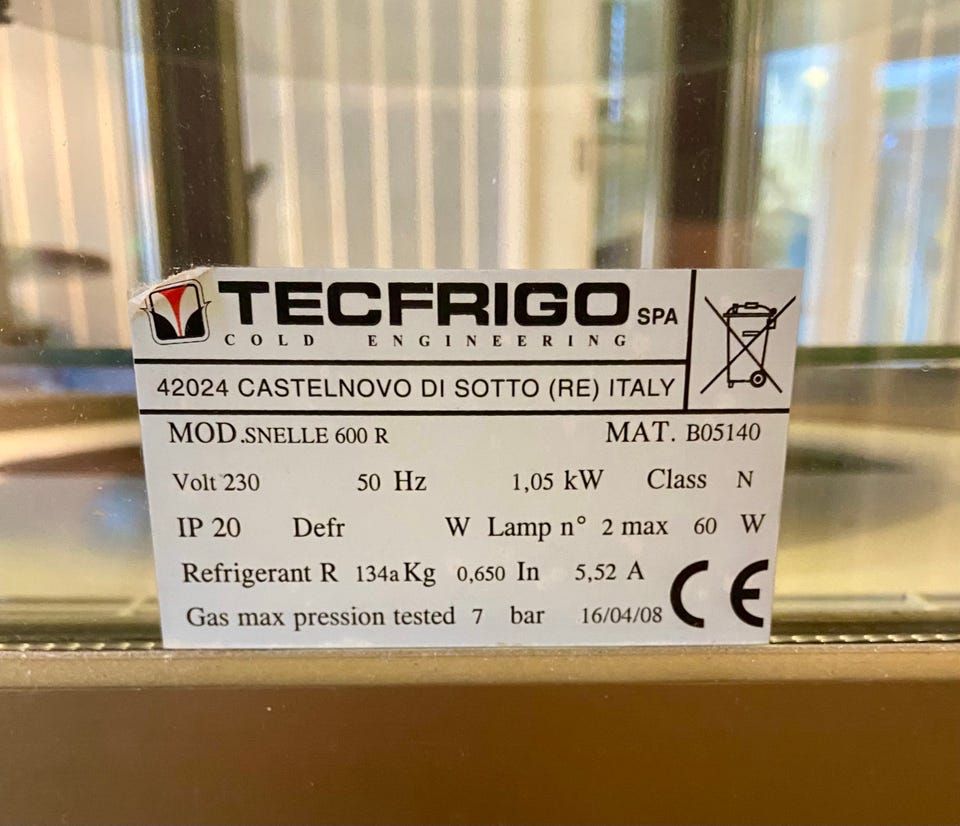 TECFRIGO SPA
COLD ENGINEERING
42024 CASTELNOVO DI SOTTO (RE) ITALY
MOD.SNELLE 600 R MAT. B05140
Volt 230 50 Hz 1,05 kW Class N
IP 20 Defr W Lamp n° 2 max 60 W
Refrigerant R 134a Kg 0,650 In 5,52 A
Gas max pression tested 7 bar 16/04/08 CE